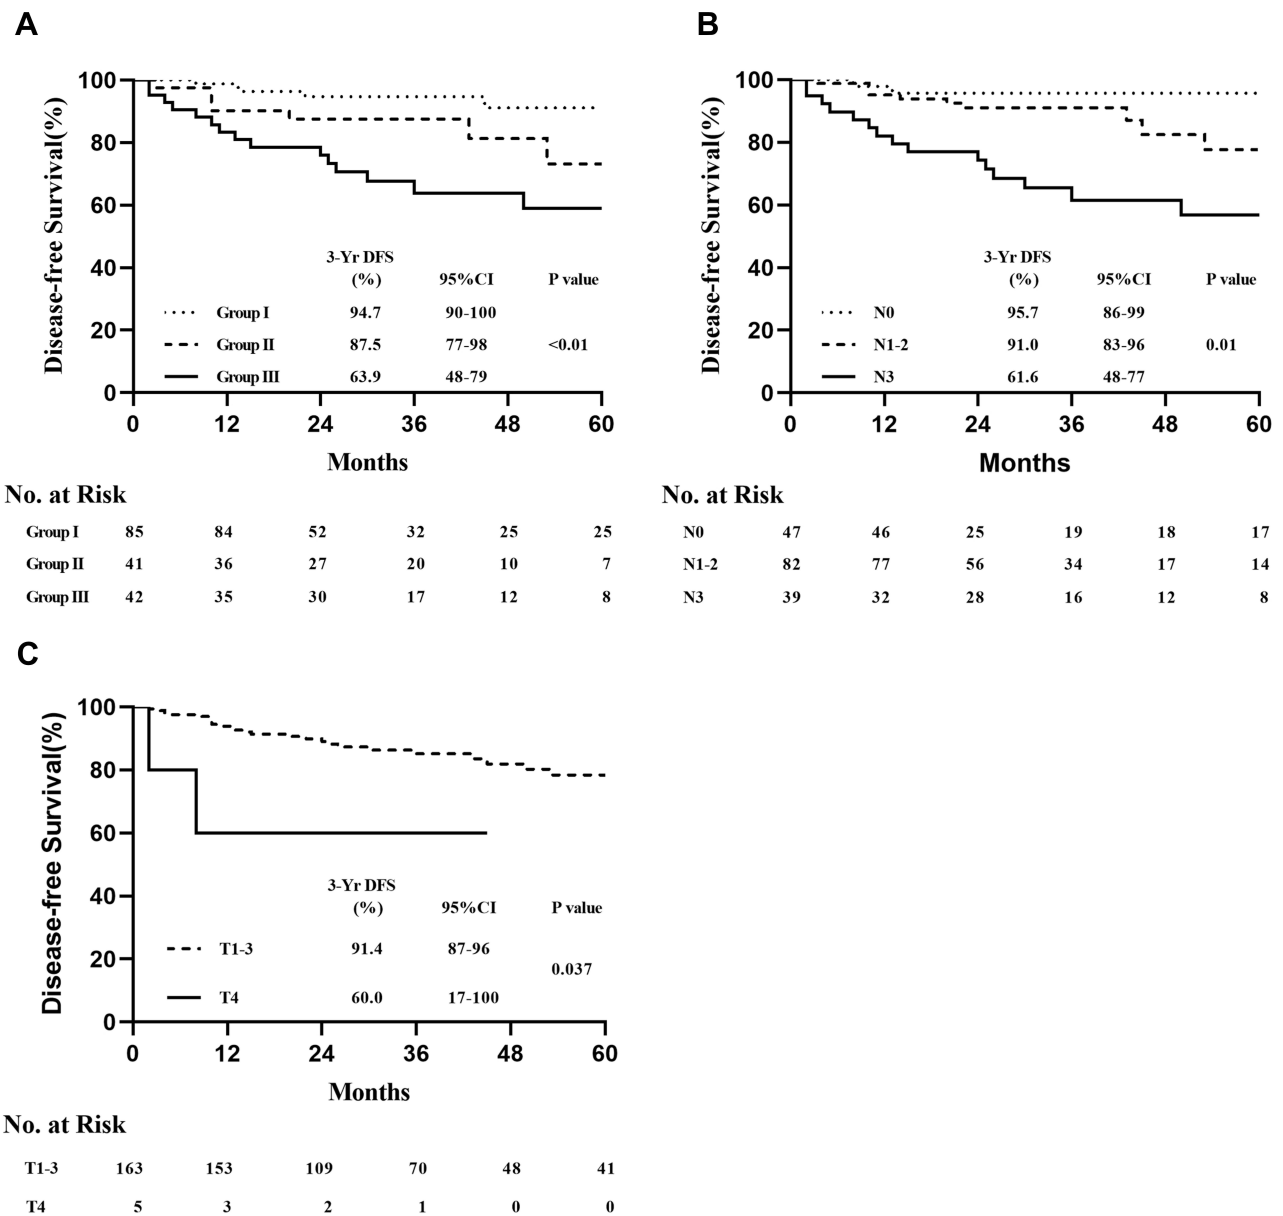 A
Disease-free Survival(%)
100
80
60
40
20
0
3-Yr DFS
(%) 95%CI P value
Group I 94.7 90-100
Group II 87.5 77-98 <0.01
Group III 63.9 48-79
0 12 24 36 48 60
Months
No. at Risk
Group I 85 84 52 32 25 25
Group II 41 36 27 20 10 7
Group III 42 35 30 17 12 8
B
Disease-free Survival(%)
100
80
60
40
20
0
3-Yr DFS
(%) 95%CI P value
N0 95.7 86-99
N1-2 91.0 83-96 0.01
N3 61.6 48-77
0 12 24 36 48 60
Months
No. at Risk
N0 47 46 25 19 18 17
N1-2 82 77 56 34 17 14
N3 39 32 28 16 12 8
C
Disease-free Survival(%)
100
80
60
40
20
0
3-Yr DFS
(%) 95%CI P value
T1-3 91.4 87-96
0.037
T4 60.0 17-100
0 12 24 36 48 60
Months
No. at Risk
T1-3 163 153 109 70 48 41
T4 5 3 2 1 0 0